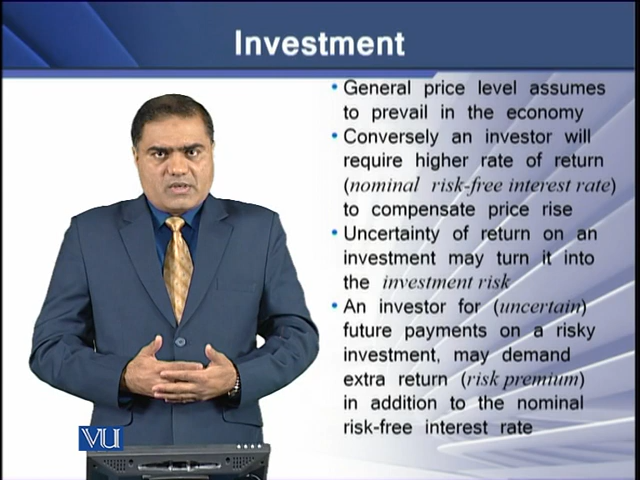 Investment
• General price level assumes
to prevail in the economy
• Conversely an investor will
require higher rate of return
(nominal risk-free interest rate)
to compensate price rise
• Uncertainty of return on an
investment may turn it into
the investment risk
• An investor for (uncertain)
future payments on a risky
investment, may demand
extra return (risk premium)
in addition to the nominal
risk-free interest rate
VU